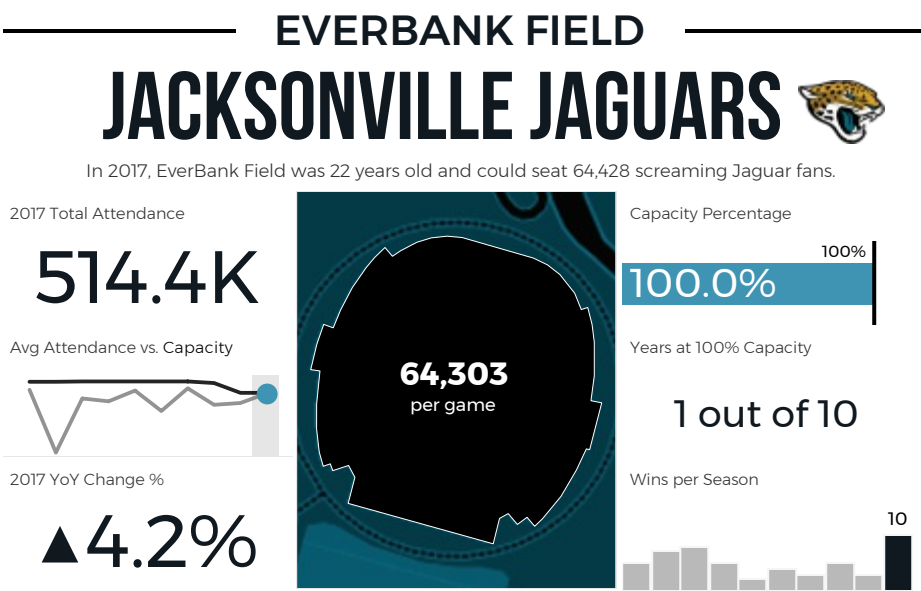 EVERBANK FIELD
JACKSONVILLE JAGUARS
In 2017, EverBank Field was 22 years old and could seat 64,428 screaming Jaguar fans.
2017 Total Attendance
514.4K
Avg Attendance vs. Capacity
2017 YoY Change %
▲4.2%
64,303
per game
Capacity Percentage
100%
100.0%
Years at 100% Capacity
1 out of 10
Wins per Season
10